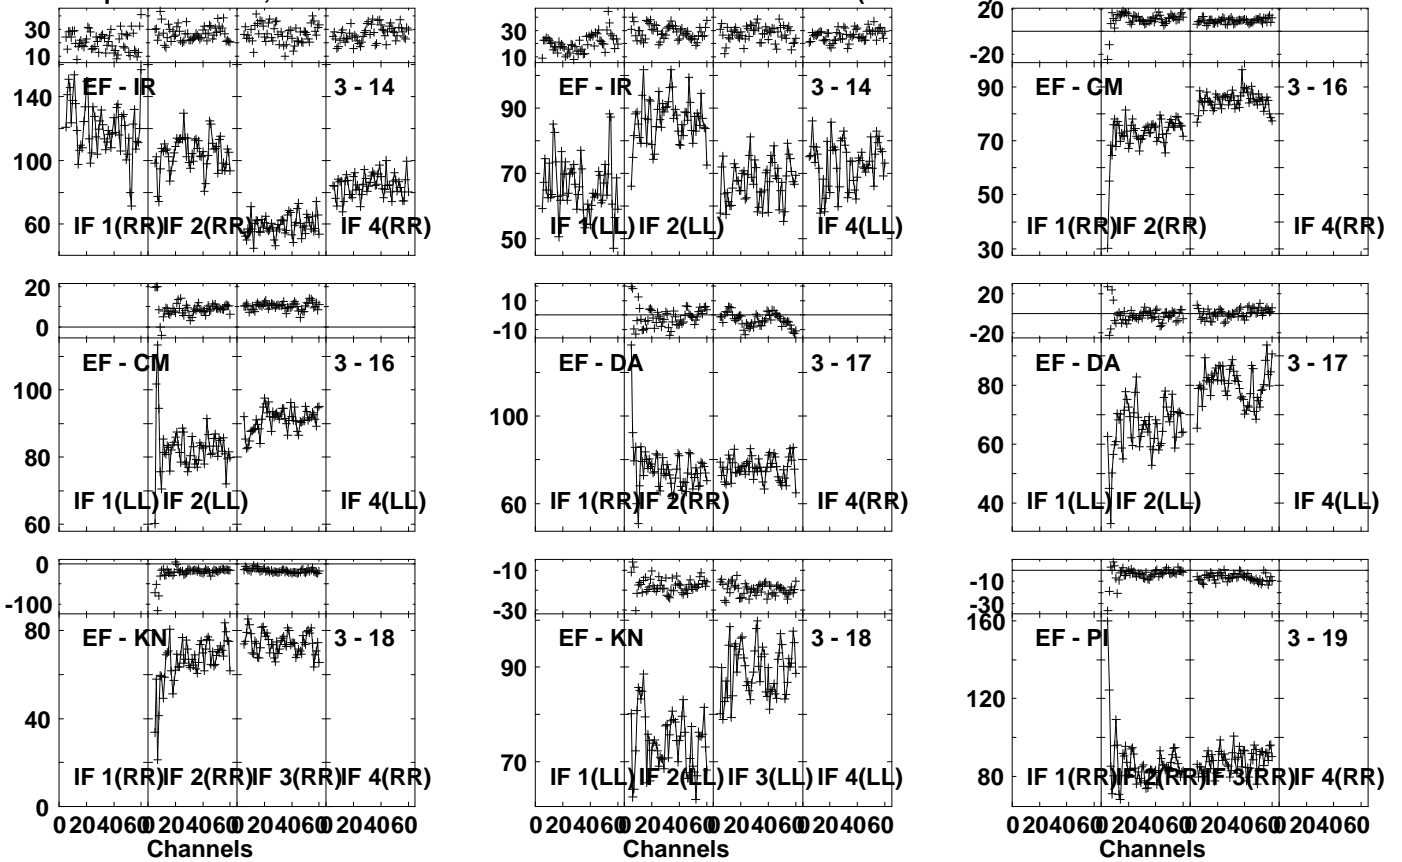 30
10
EF - IR 3 - 14
140
100
60
IF 1(RR) IF 2(RR) IF 4(RR)
30
10
EF - IR 3 - 14
90
70
50
IF 1(LL) IF 2(LL) IF 4(LL)
20
-20
EF - CM 3 - 16
90
70
50
30
IF 1(RR) IF 2(RR) IF 4(RR)
20
0
EF - CM 3 - 16
100
80
60
IF 1(LL) IF 2(LL) IF 4(LL)
10
-10
EF - DA 3 - 17
100
60
IF 1(RR) IF 2(RR) IF 4(RR)
20
-20
EF - DA 3 - 17
80
60
40
IF 1(LL) IF 2(LL) IF 4(LL)
0
-100
EF - KN 3 - 18
80
40
0
IF 1(RR) IF 2(RR) IF 3(RR) IF 4(RR)
0 20 40 60 0 20 40 60 0 20 40 60 0 20 40 60
Channels
-10
-30
EF - KN 3 - 18
90
70
IF 1(LL) IF 2(LL) IF 3(LL) IF 4(LL)
0 20 40 60 0 20 40 60 0 20 40 60 0 20 40 60
Channels
-10
-30
EF - PI 3 - 19
160
120
80
IF 1(RR) IF 2(RR) IF 3(RR) IF 4(RR)
0 20 40 60 0 20 40 60 0 20 40 60 0 20 40 60
Channels